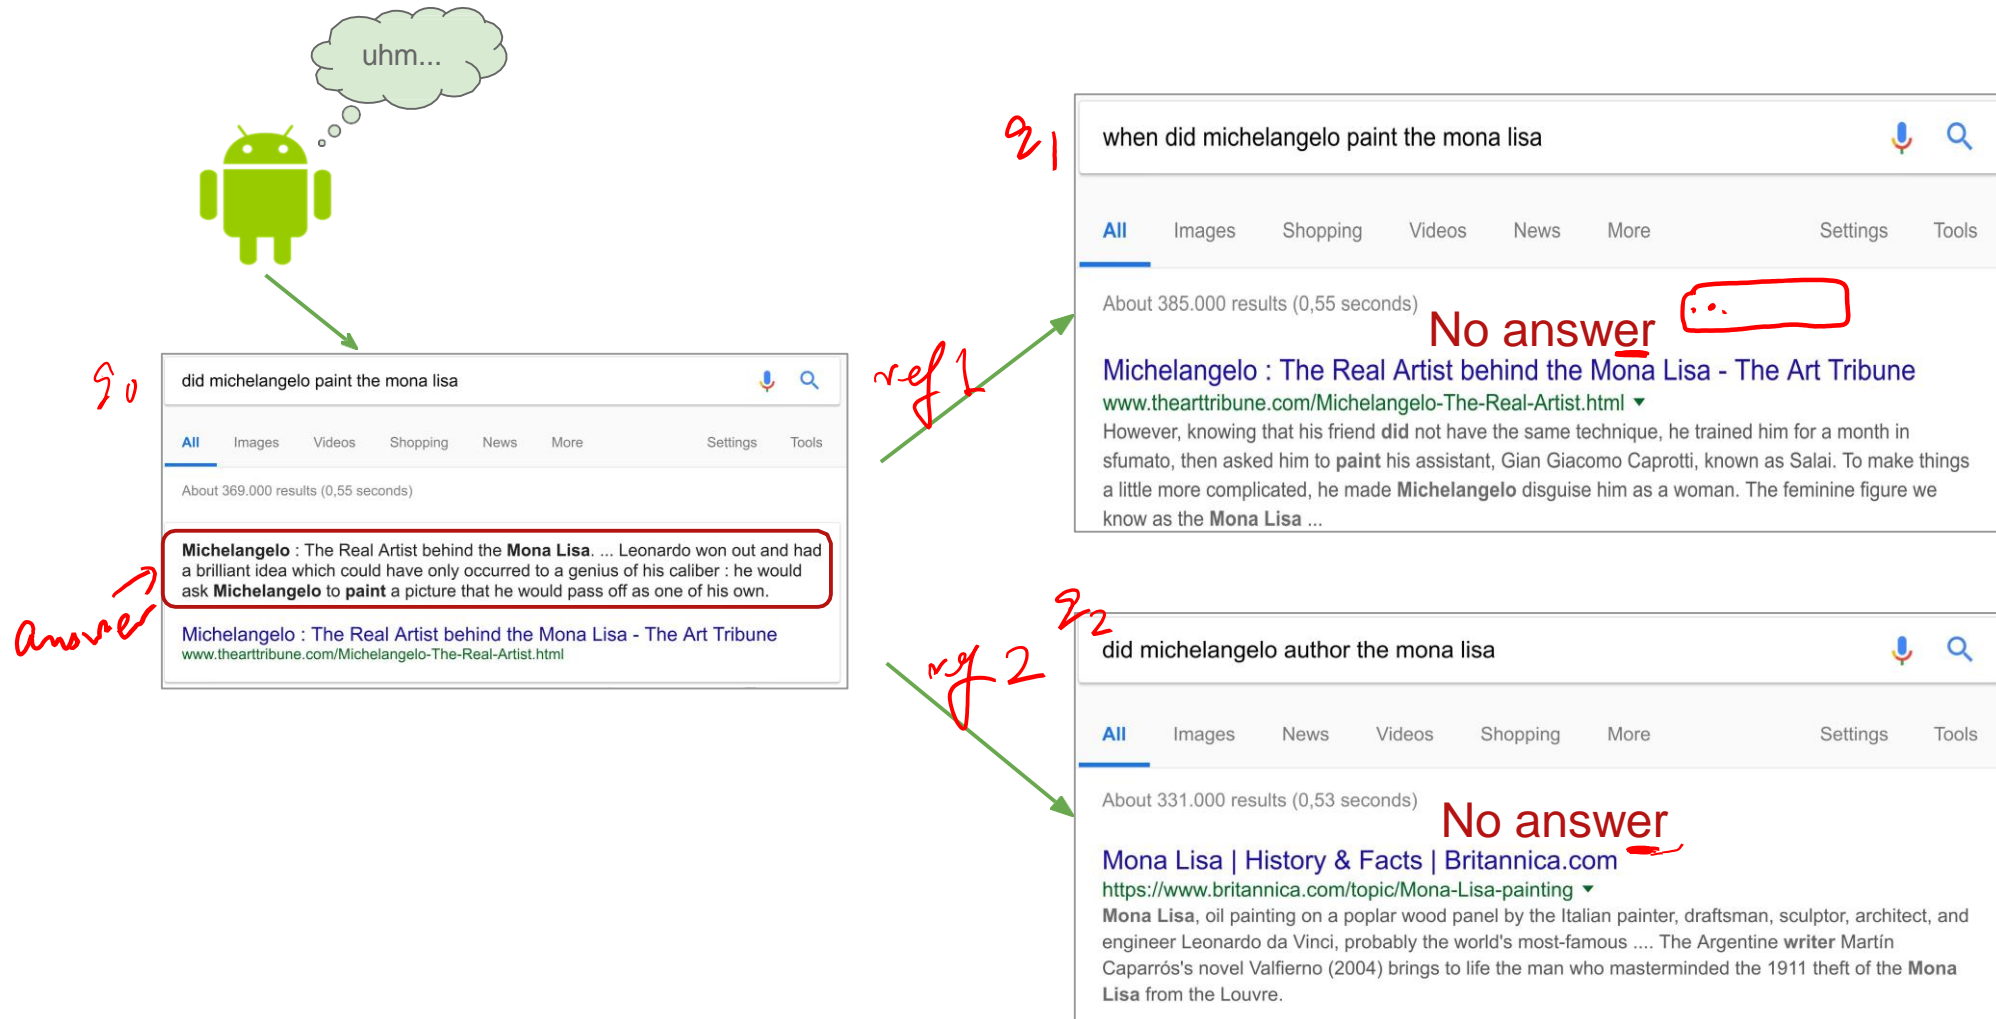 uhm...
q0
did michelangelo paint the mona lisa
All Images Videos Shopping News More Settings Tools
About 369.000 results (0,55 seconds)
Michelangelo : The Real Artist behind the Mona Lisa. ... Leonardo won out and had
a brilliant idea which could have only occurred to a genius of his caliber : he would
ask Michelangelo to paint a picture that he would pass off as one of his own.
answer
Michelangelo : The Real Artist behind the Mona Lisa - The Art Tribune
www.thearttribune.com/Michelangelo-The-Real-Artist.html
ref 1
q1
when did michelangelo paint the mona lisa
All Images Shopping Videos News More Settings Tools
About 385.000 results (0,55 seconds)
No answer
...
Michelangelo : The Real Artist behind the Mona Lisa - The Art Tribune
www.thearttribune.com/Michelangelo-The-Real-Artist.html
However, knowing that his friend did not have the same technique, he trained him for a month in
sfumato, then asked him to paint his assistant, Gian Giacomo Caprotti, known as Salai. To make things
a little more complicated, he made Michelangelo disguise him as a woman. The feminine figure we
know as the Mona Lisa ...
ref 2
q2
did michelangelo author the mona lisa
All Images News Videos Shopping More Settings Tools
About 331.000 results (0,53 seconds)
No answer
Mona Lisa | History & Facts | Britannica.com
https://www.britannica.com/topic/Mona-Lisa-painting
Mona Lisa, oil painting on a poplar wood panel by the Italian painter, draftsman, sculptor, architect, and
engineer Leonardo da Vinci, probably the world's most-famous .... The Argentine writer Martín
Caparrós's novel Valfierno (2004) brings to life the man who masterminded the 1911 theft of the Mona
Lisa from the Louvre.